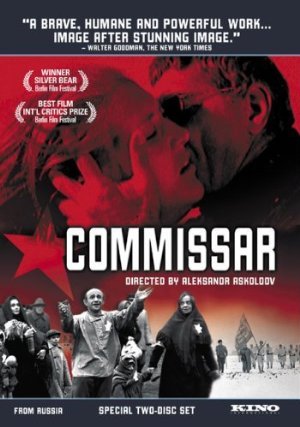 "A BRAVE, HUMANE AND POWERFUL WORK...
IMAGE AFTER STUNNING IMAGE."
– WALTER GOODMAN, THE NEW YORK TIMES
WINNER
SILVER BEAR
Berlin Film Festival
BEST FILM
INT'L CRITICS PRIZE
Berlin Film Festival
COMMISSAR
DIRECTED BY ALEKSANDR ASKOLDOV
FROM RUSSIA
SPECIAL TWO-DISC SET
KINO